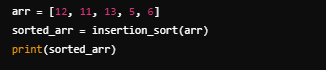 arr = [12, 11, 13, 5, 6]
sorted_arr = insertion_sort(arr)
print(sorted_arr)